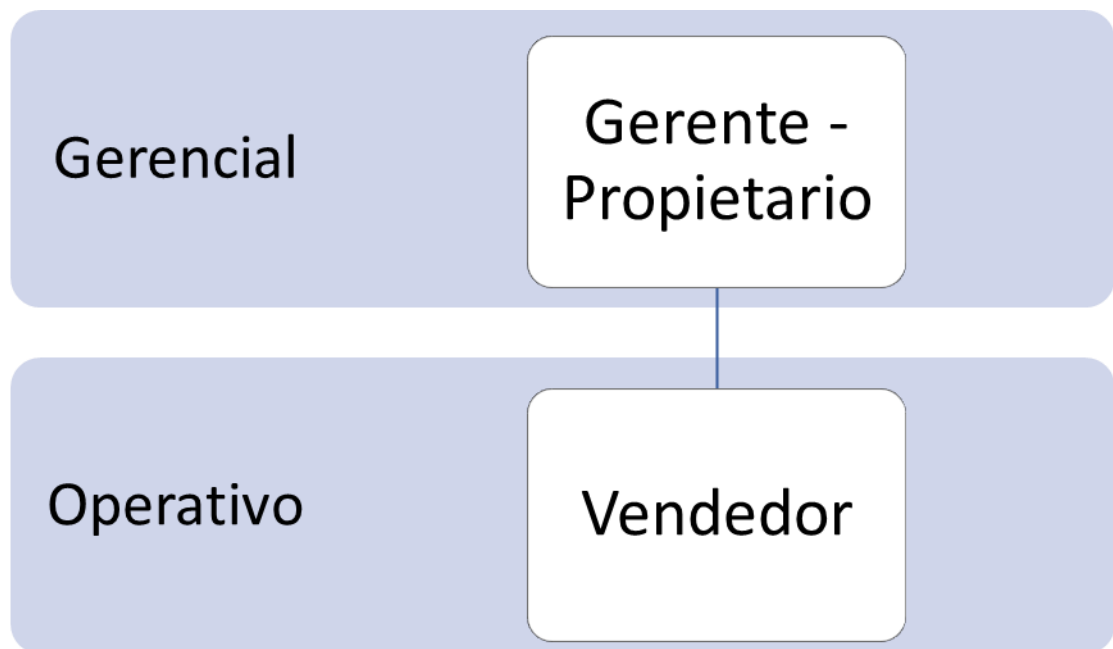 Gerencial
Gerente -
Propietario
Operativo
Vendedor